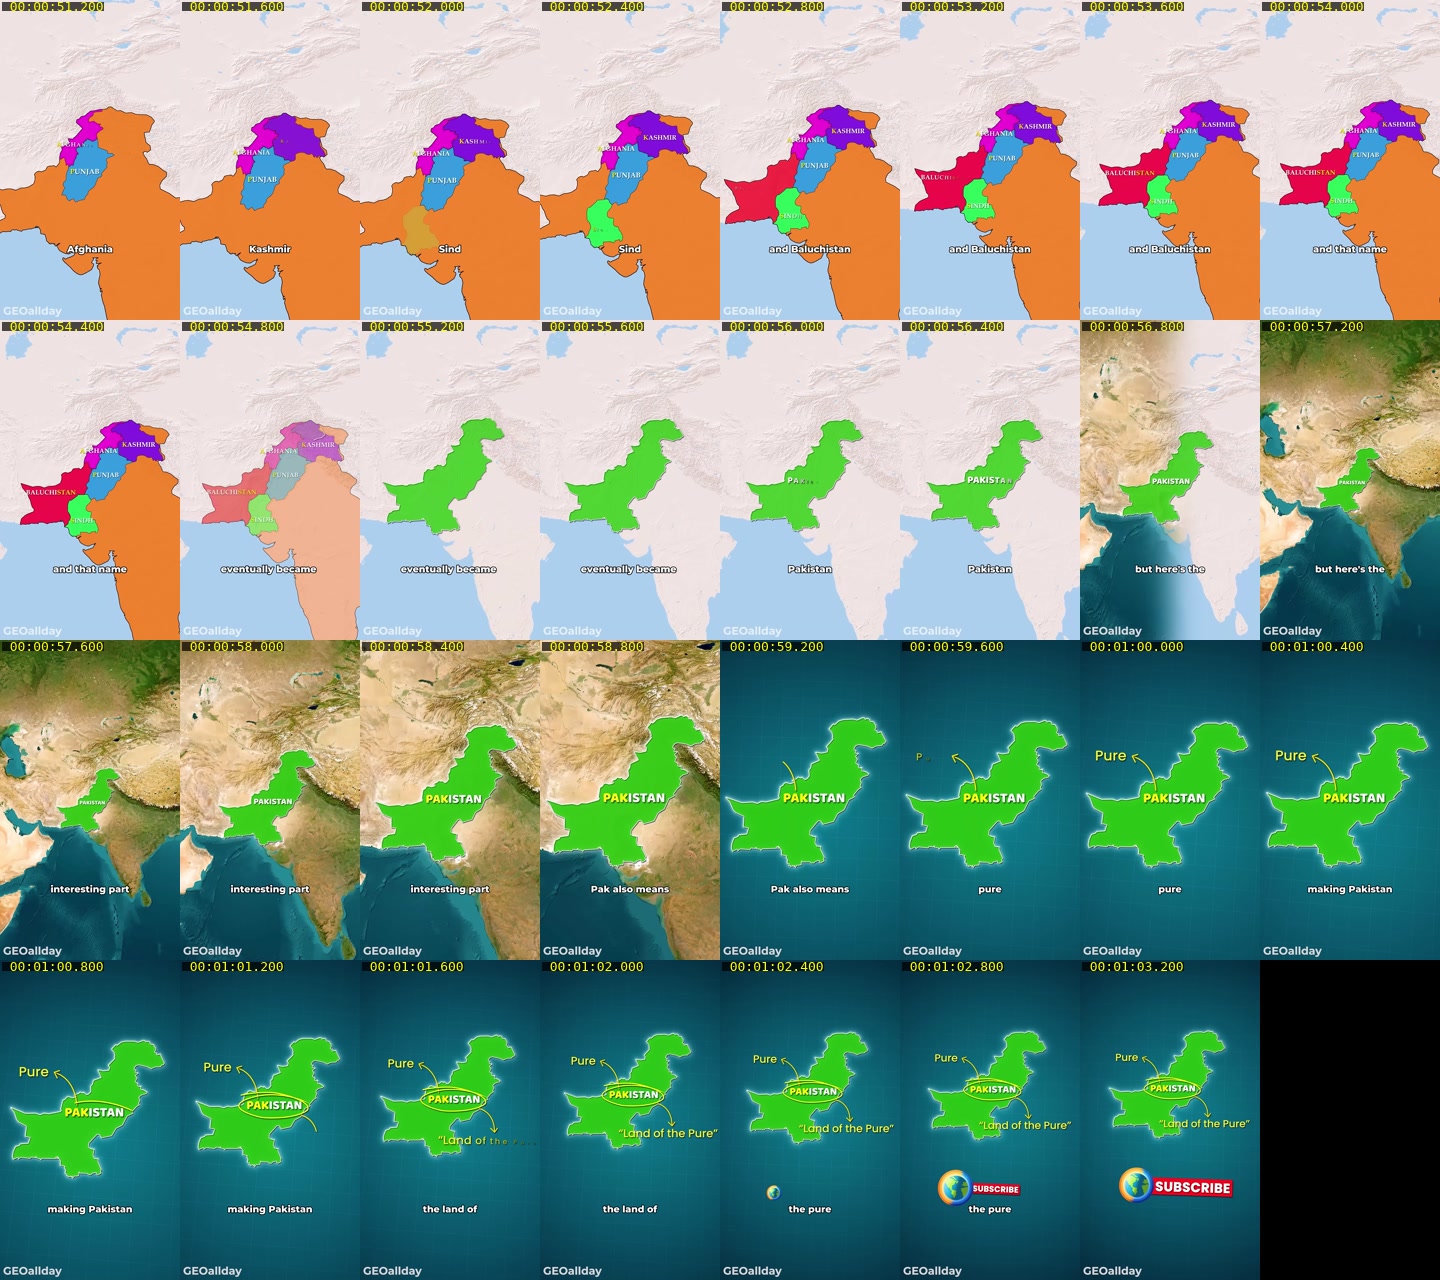 00:00:51.200
AFGHAN
PUNJAB
Afghania
GEOallday
00:00:51.600
AFGHANIA
PUNJAB
Kashmir
00:00:52.000
AFGHANIA
KASHM
PUNJAB
Sind
00:00:52.400
AFGHANIA
KASHMIR
PUNJAB
Sind
00:00:52.800
AFGHANIA
KASHMIR
PUNJAB
SINDH
and Baluchistan
00:00:53.200
AFGHANIA
KASHMIR
PUNJAB
BALUCHI
SINDH
and Baluchistan
00:00:53.600
AFGHANIA
KASHMIR
PUNJAB
BALUCHISTAN
SINDH
and Baluchistan
00:00:54.000
AFGHANIA
KASHMIR
PUNJAB
BALUCHISTAN
SINDH
and that name
00:00:54.400
AFGHANIA
KASHMIR
PUNJAB
BALUCHISTAN
SINDH
and that name
GEOallday
00:00:54.800
AFGHANIA
KASHMIR
PUNJAB
BALUCHISTAN
SINDH
eventually became
GEOallday
00:00:55.200
eventually became
GEOallday
00:00:55.600
eventually became
GEOallday
00:00:56.000
Pakistan
GEOallday
00:00:56.400
PAKISTAN
Pakistan
GEOallday
00:00:56.800
PAKISTAN
but here's the
GEOallday
00:00:57.200
PAKISTAN
but here's the
GEOallday
00:00:57.600
PAKISTAN
interesting part
GEOallday
00:00:58.000
PAKISTAN
interesting part
GEOallday
00:00:58.400
PAKISTAN
interesting part
GEOallday
00:00:58.800
PAKISTAN
Pak also means
GEOallday
00:00:59.200
PAKISTAN
Pak also means
GEOallday
00:00:59.600
P
PAKISTAN
pure
GEOallday
00:01:00.000
Pure
PAKISTAN
pure
GEOallday
00:01:00.400
Pure
PAKISTAN
making Pakistan
GEOallday
00:01:00.800
Pure
PAKISTAN
making Pakistan
GEOallday
00:01:01.200
Pure
PAKISTAN
making Pakistan
GEOallday
00:01:01.600
Pure
PAKISTAN
"Land of the
the land of
GEOallday
00:01:02.000
Pure
PAKISTAN
"Land of the Pure"
the land of
GEOallday
00:01:02.400
Pure
PAKISTAN
"Land of the Pure"
the pure
GEOallday
00:01:02.800
Pure
PAKISTAN
"Land of the Pure"
SUBSCRIBE
the pure
GEOallday
00:01:03.200
Pure
PAKISTAN
"Land of the Pure"
SUBSCRIBE
GEOallday